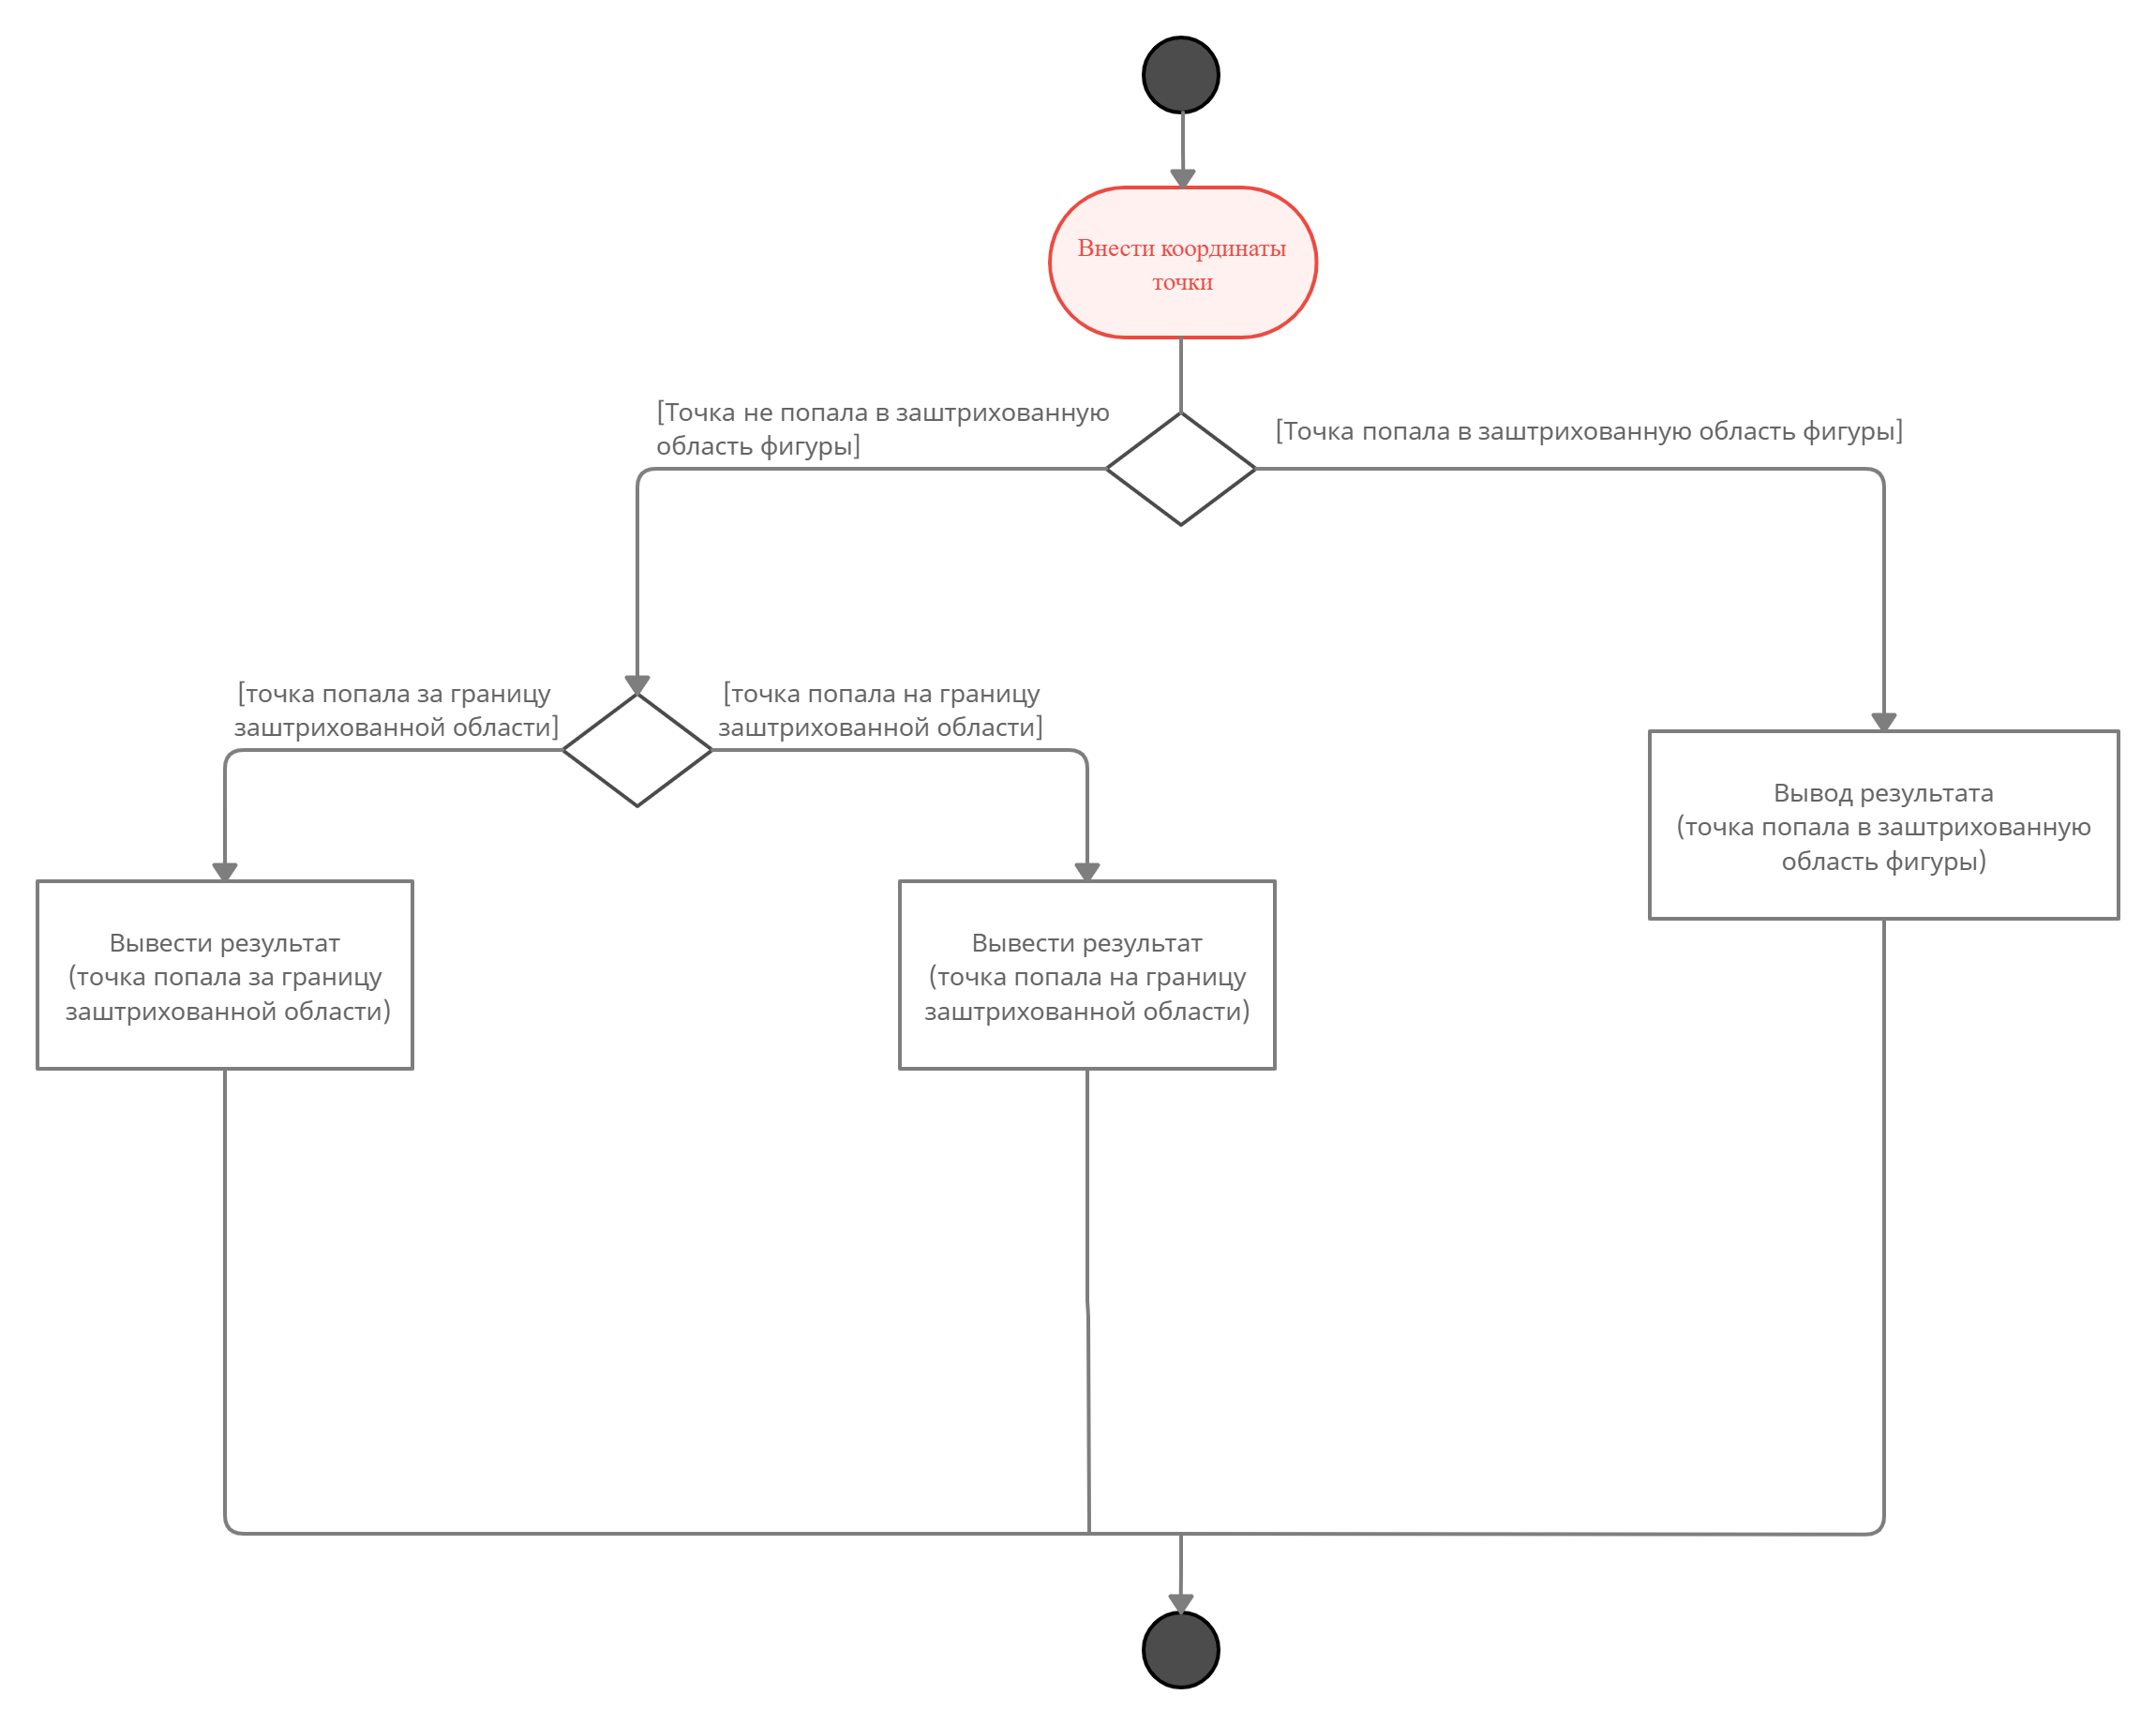 Внести координаты
точки
[Точка не попала в заштрихованную
область фигуры]
[Точка попала в заштрихованную область фигуры]
[точка попала за границу
заштрихованной области]
[точка попала на границу
заштрихованной области]
Вывод результата
(точка попала в заштрихованную
область фигуры)
Вывести результат
(точка попала за границу
заштрихованной области)
Вывести результат
(точка попала на границу
заштрихованной области)